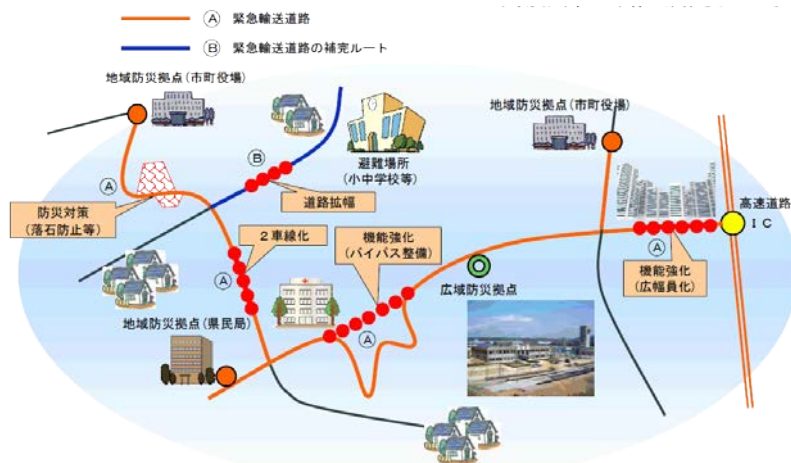 Ⓐ 緊急輸送道路
Ⓑ 緊急輸送道路の補完ルート
地域防災拠点(市町役場)
地域防災拠点(市町役場)
避難場所
(小中学校等)
Ⓑ
道路拡幅
Ⓐ
防災対策
(落石防止等)
高速道路
IC
2車線化
Ⓐ
機能強化
(バイパス整備)
Ⓐ
機能強化
(広幅員化)
広域防災拠点
地域防災拠点(県民局)
Ⓐ